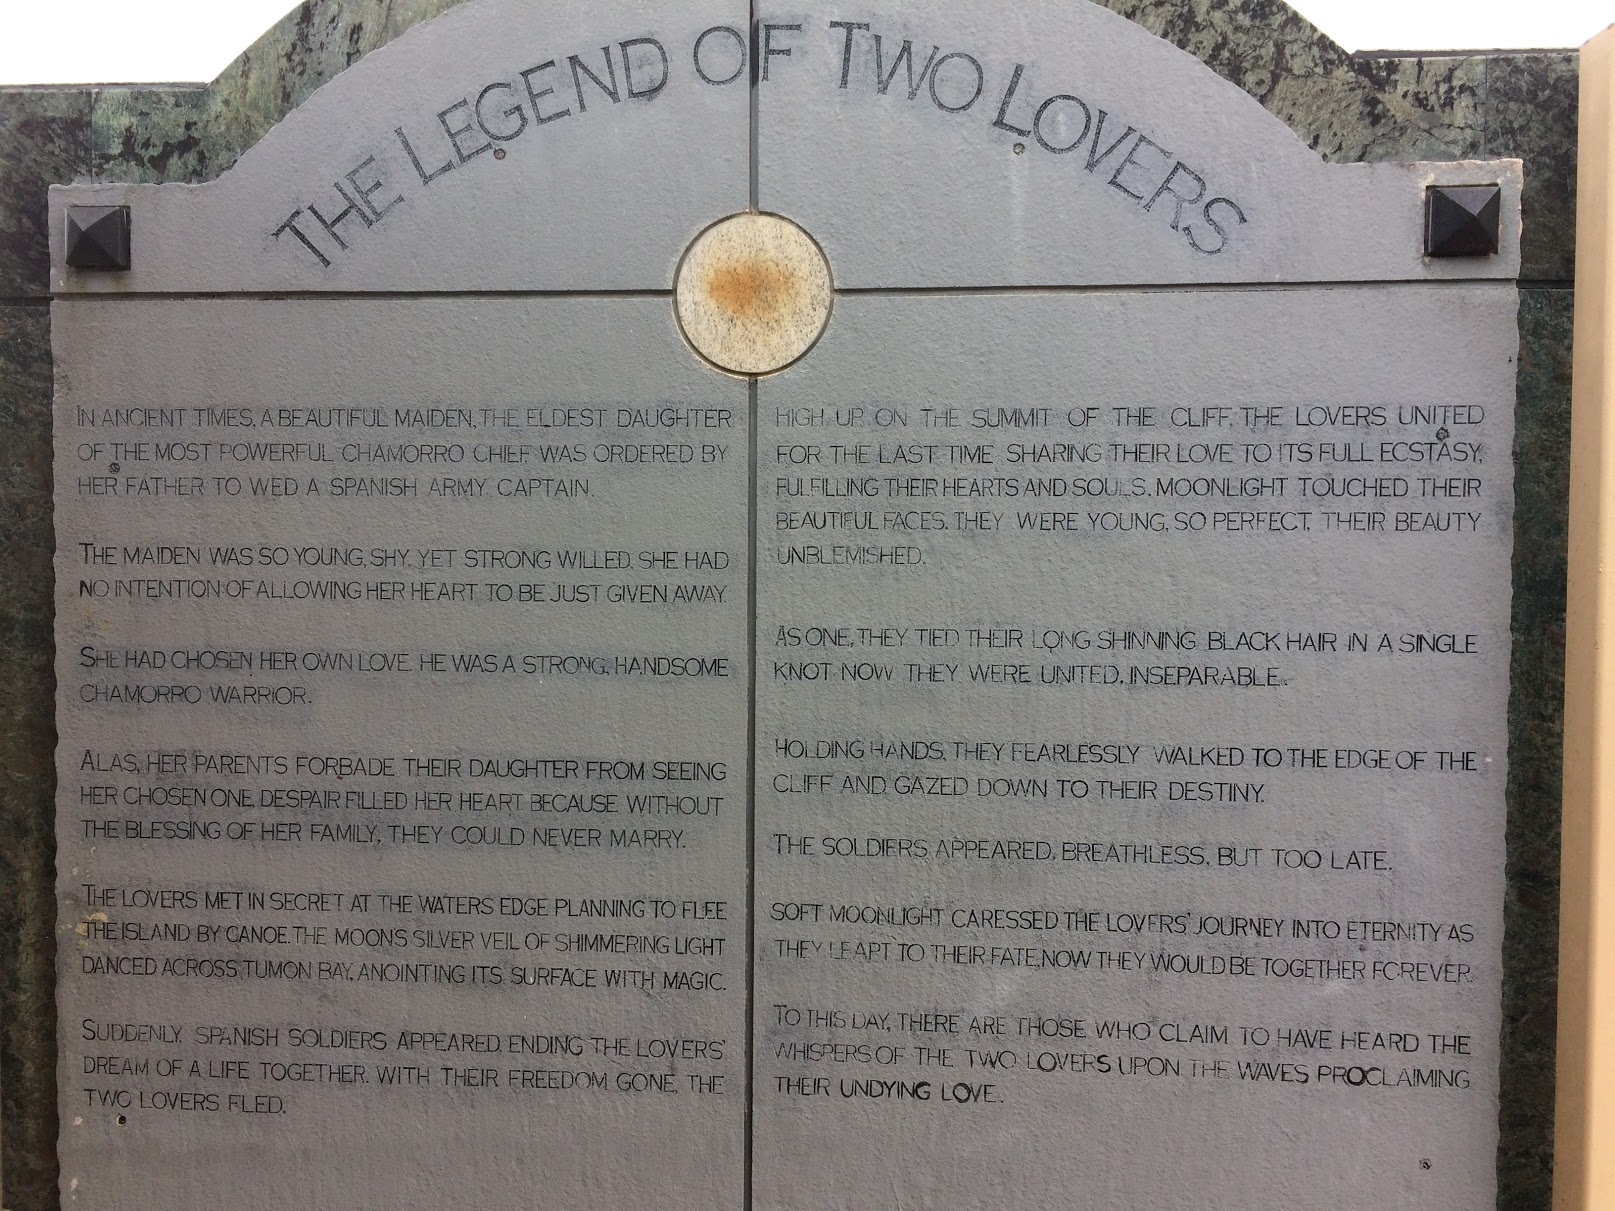 THE LEGEND OF TWO LOVERS
IN ANCIENT TIMES, A BEAUTIFUL MAIDEN, THE ELDEST DAUGHTER
OF THE MOST POWERFUL CHAMORRO CHIEF WAS ORDERED BY
HER FATHER TO WED A SPANISH ARMY CAPTAIN.
THE MAIDEN WAS SO YOUNG, SHY, YET STRONG WILLED. SHE HAD
NO INTENTION OF ALLOWING HER HEART TO BE JUST GIVEN AWAY.
SHE HAD CHOSEN HER OWN LOVE. HE WAS A STRONG, HANDSOME
CHAMORRO WARRIOR.
ALAS, HER PARENTS FORBADE THEIR DAUGHTER FROM SEEING
HER CHOSEN ONE. DESPAIR FILLED HER HEART BECAUSE WITHOUT
THE BLESSING OF HER FAMILY, THEY COULD NEVER MARRY.
THE LOVERS MET IN SECRET AT THE WATERS EDGE PLANNING TO FLEE
THE ISLAND BY CANOE. THE MOON'S SILVER VEIL OF SHIMMERING LIGHT
DANCED ACROSS TUMON BAY, ANOINTING ITS SURFACE WITH MAGIC.
SUDDENLY, SPANISH SOLDIERS APPEARED, ENDING THE LOVERS'
DREAM OF A LIFE TOGETHER. WITH THEIR FREEDOM GONE, THE
TWO LOVERS FLED.
HIGH UP ON THE SUMMIT OF THE CLIFF, THE LOVERS UNITED
FOR THE LAST TIME SHARING THEIR LOVE TO ITS FULL ECSTASY,
FULFILLING THEIR HEARTS AND SOULS. MOONLIGHT TOUCHED THEIR
BEAUTIFUL FACES. THEY WERE YOUNG, SO PERFECT, THEIR BEAUTY
UNBLEMISHED.
AS ONE, THEY TIED THEIR LONG SHINNING BLACK HAIR IN A SINGLE
KNOT NOW THEY WERE UNITED, INSEPARABLE.
HOLDING HANDS, THEY FEARLESSLY WALKED TO THE EDGE OF THE
CLIFF AND GAZED DOWN TO THEIR DESTINY.
THE SOLDIERS APPEARED, BREATHLESS, BUT TOO LATE.
SOFT MOONLIGHT CARESSED THE LOVERS' JOURNEY INTO ETERNITY AS
THEY LEAPT TO THEIR FATE, NOW THEY WOULD BE TOGETHER FOREVER.
TO THIS DAY, THERE ARE THOSE WHO CLAIM TO HAVE HEARD THE
WHISPERS OF THE TWO LOVERS UPON THE WAVES PROCLAIMING
THEIR UNDYING LOVE.